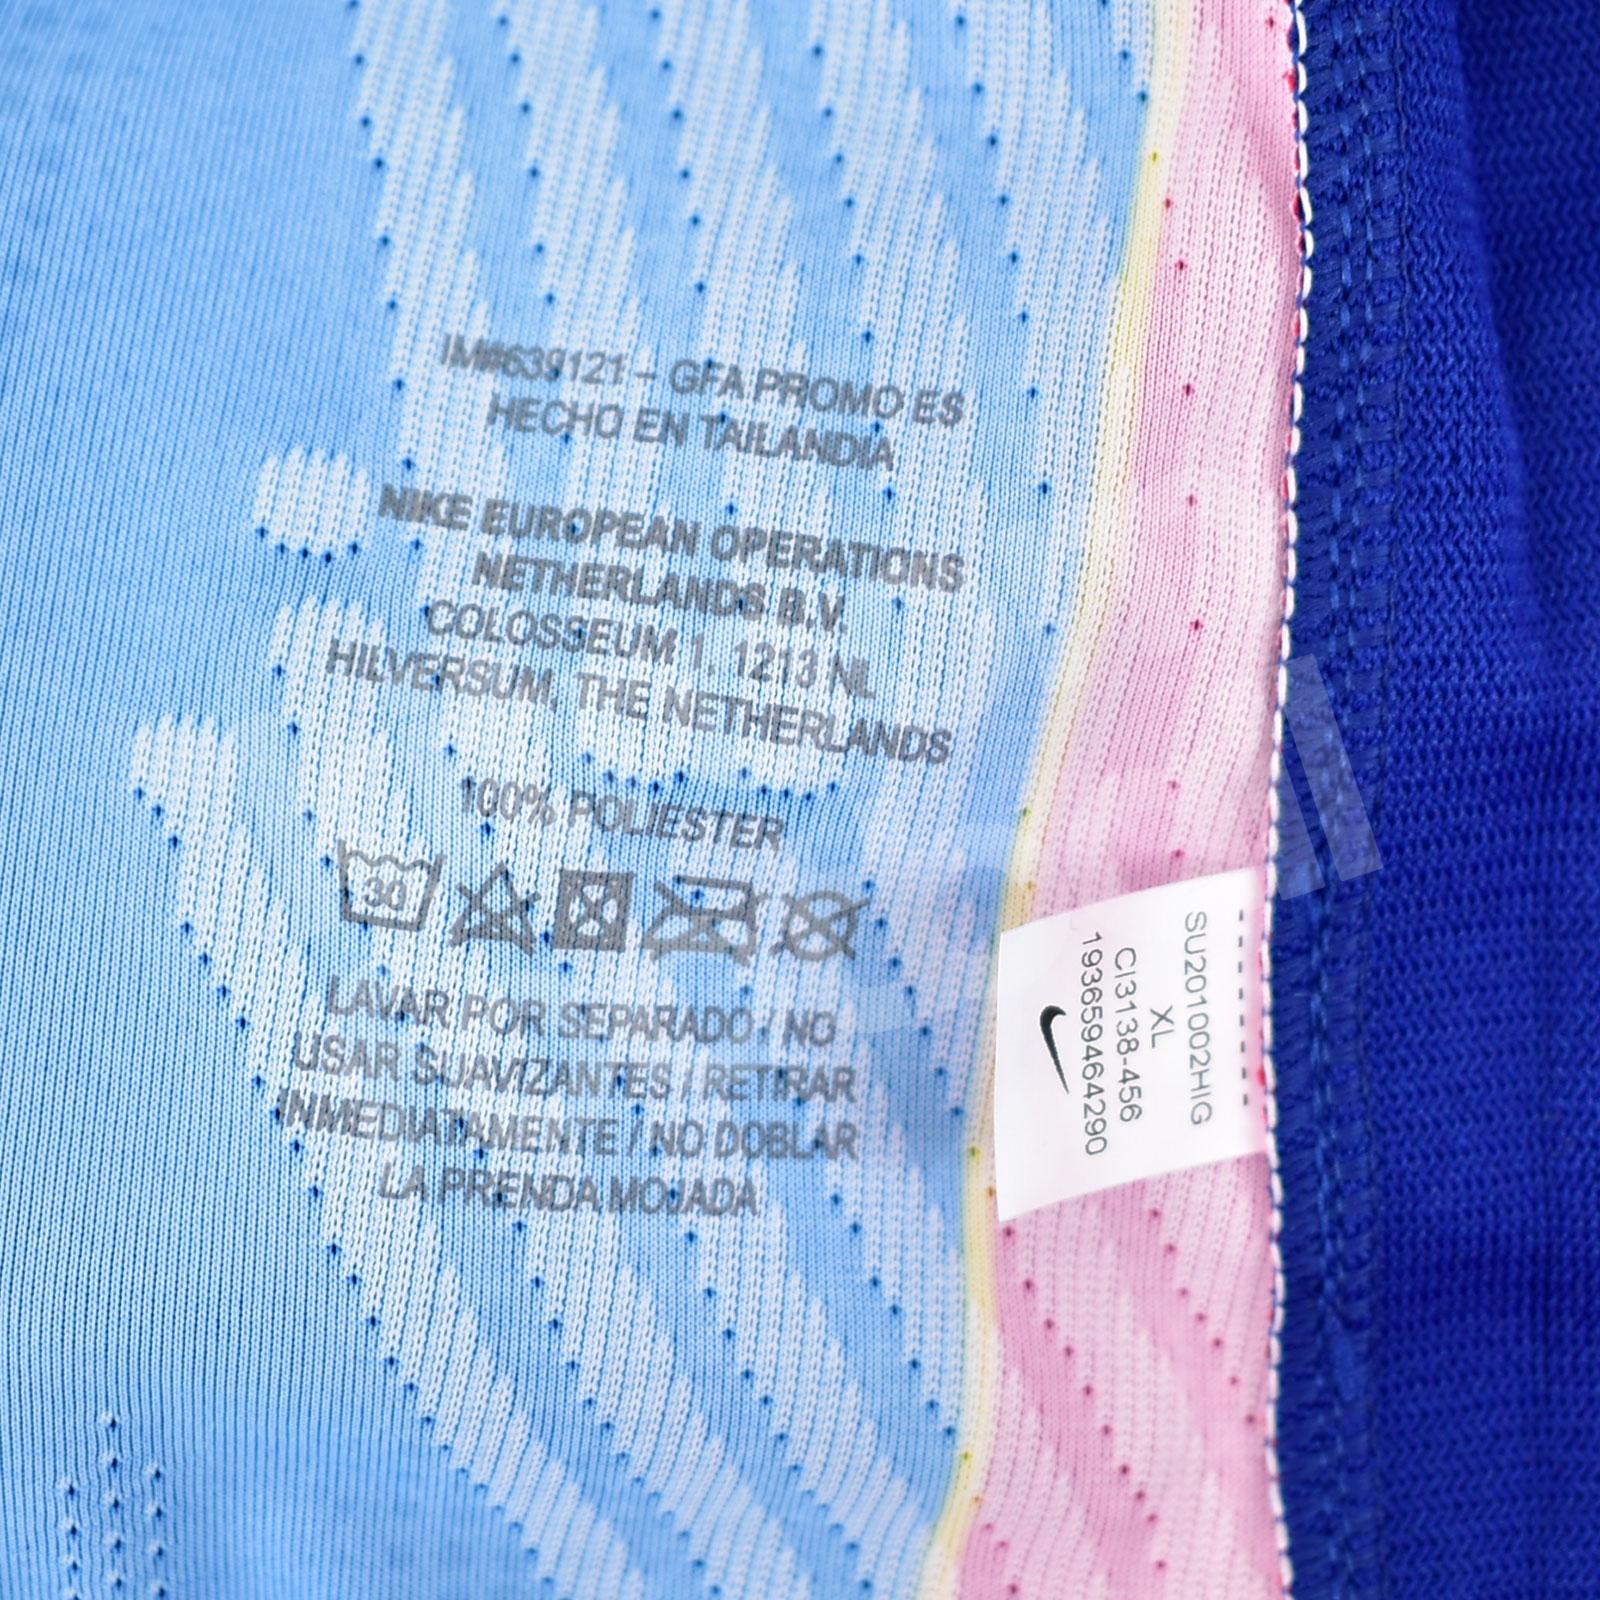 IM#639121 – GFA PROMO ES
HECHO EN TAILANDIA
NIKE EUROPEAN OPERATIONS
NETHERLANDS B.V.
COLOSSEUM 1, 1213 NL
HILVERSUM, THE NETHERLANDS
100% POLIESTER
30
LAVAR POR SEPARADO / NO
USAR SUAVIZANTES / RETIRAR
INMEDIATAMENTE / NO DOBLAR
LA PRENDA MOJADA
SU201002HIG
XL
CI3138-456
193659464290